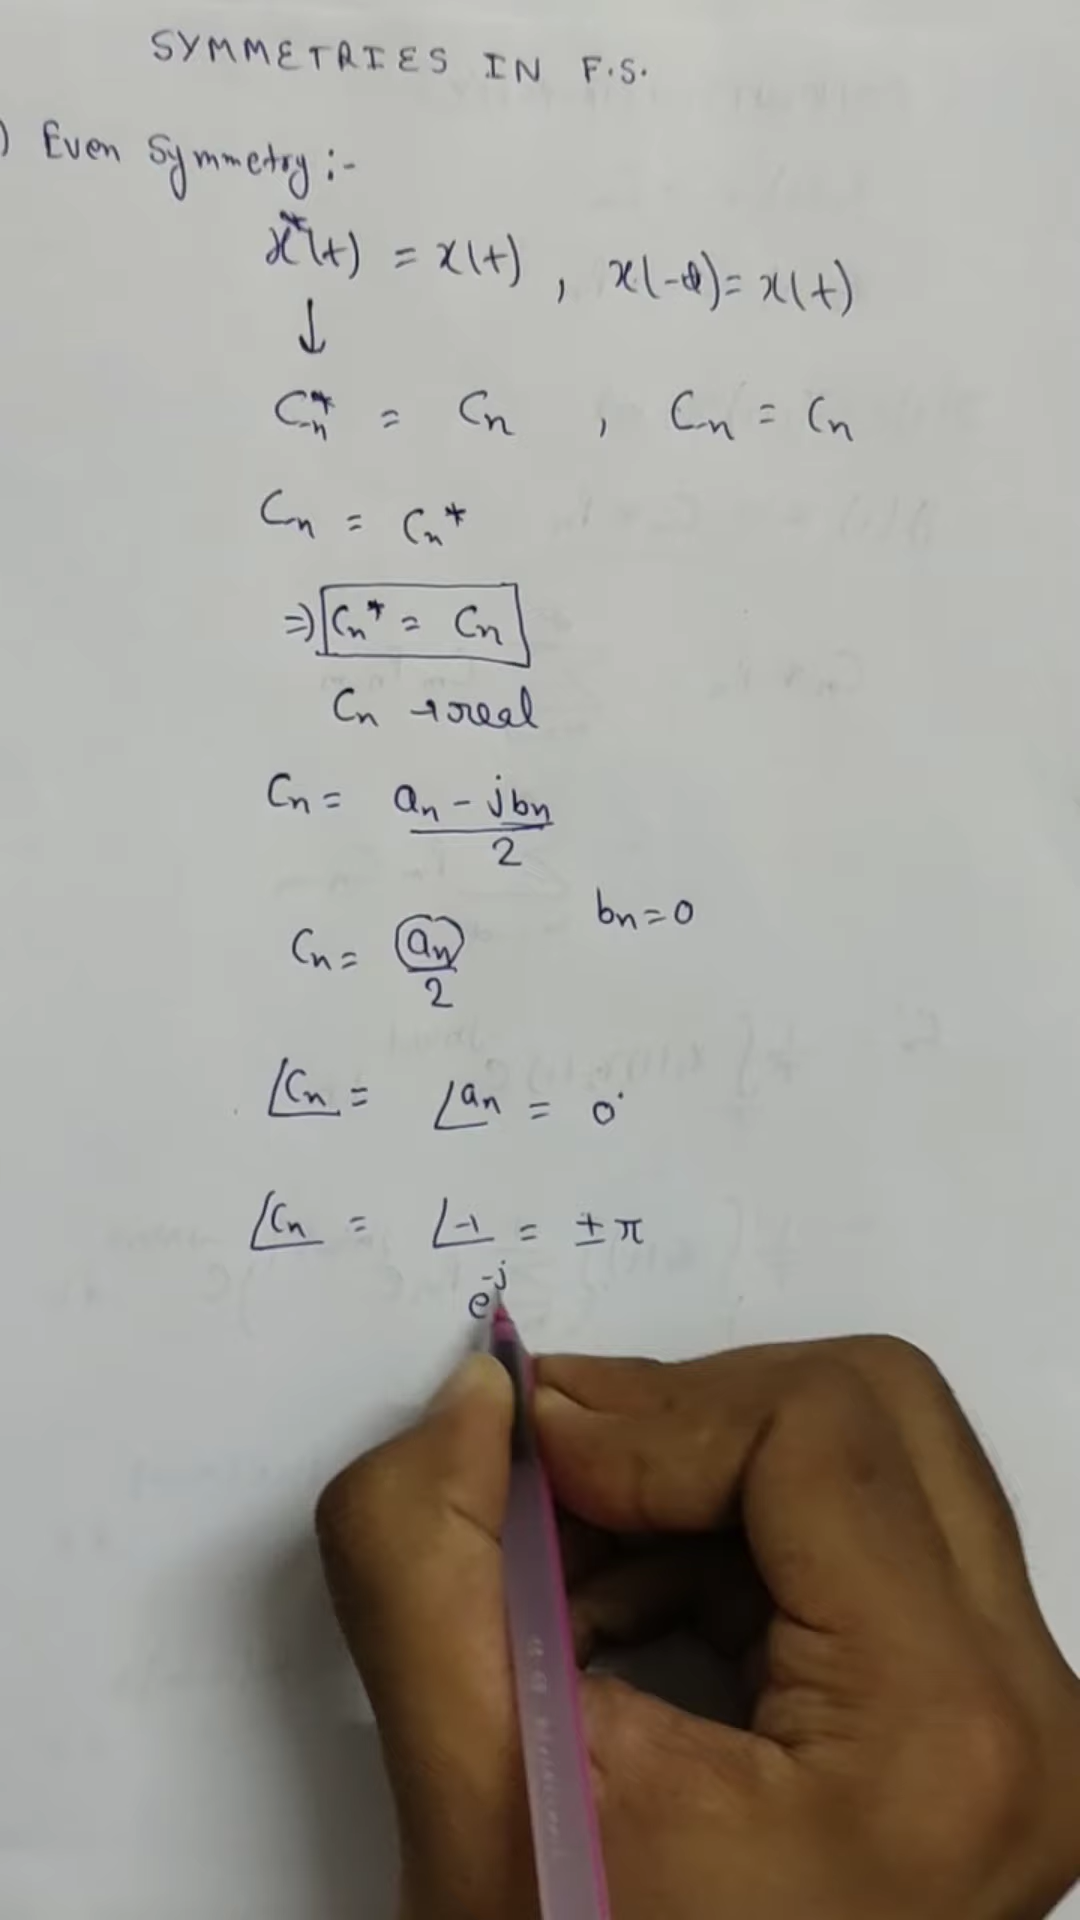 SYMMETRIES IN F.S.
) Even Symmetry :-
x*(t) = x(t) , x(-t) = x(t)
↓
C-n* = Cn , C-n = Cn
Cn = Cn*
⇒ Cn* = Cn
Cn → real
Cn = an - jbn
2
bn = 0
Cn = an
2
∠Cn = ∠an = 0°
∠Cn = ∠-1 = ±π
e^-j